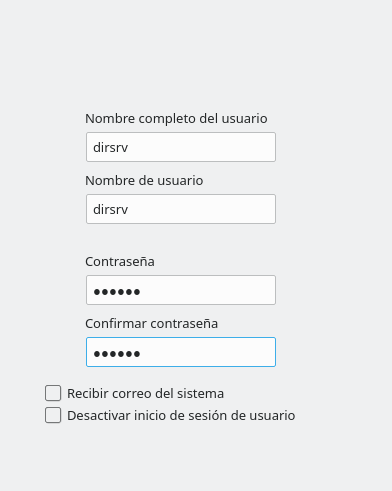 Nombre completo del usuario
dirsrv
Nombre de usuario
dirsrv
Contraseña
●●●●●●
Confirmar contraseña
●●●●●●
Recibir correo del sistema
Desactivar inicio de sesión de usuario